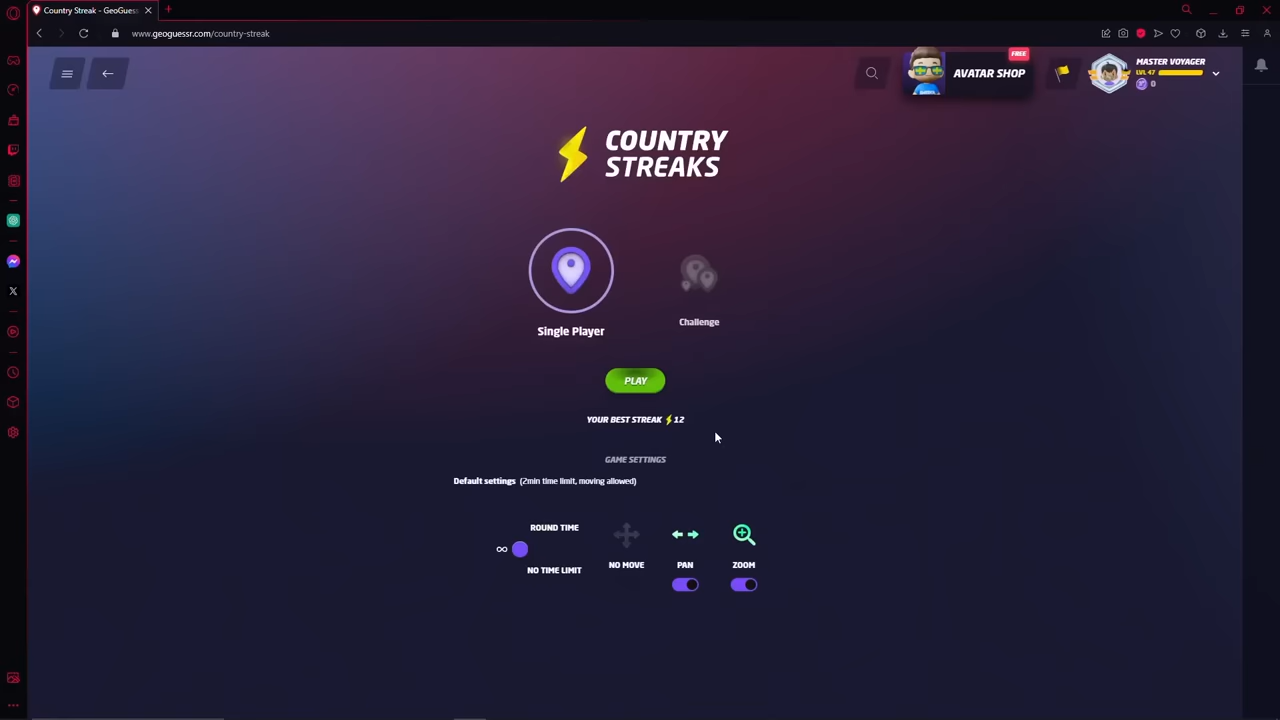 Country Streak - GeoGuess
www.geoguessr.com/country-streak
FREE
AVATAR SHOP
MASTER VOYAGER
LVL 47
0
COUNTRY
STREAKS
Single Player
Challenge
PLAY
YOUR BEST STREAK 12
GAME SETTINGS
Default settings (2min time limit, moving allowed)
ROUND TIME
∞
NO TIME LIMIT
NO MOVE
PAN
ZOOM